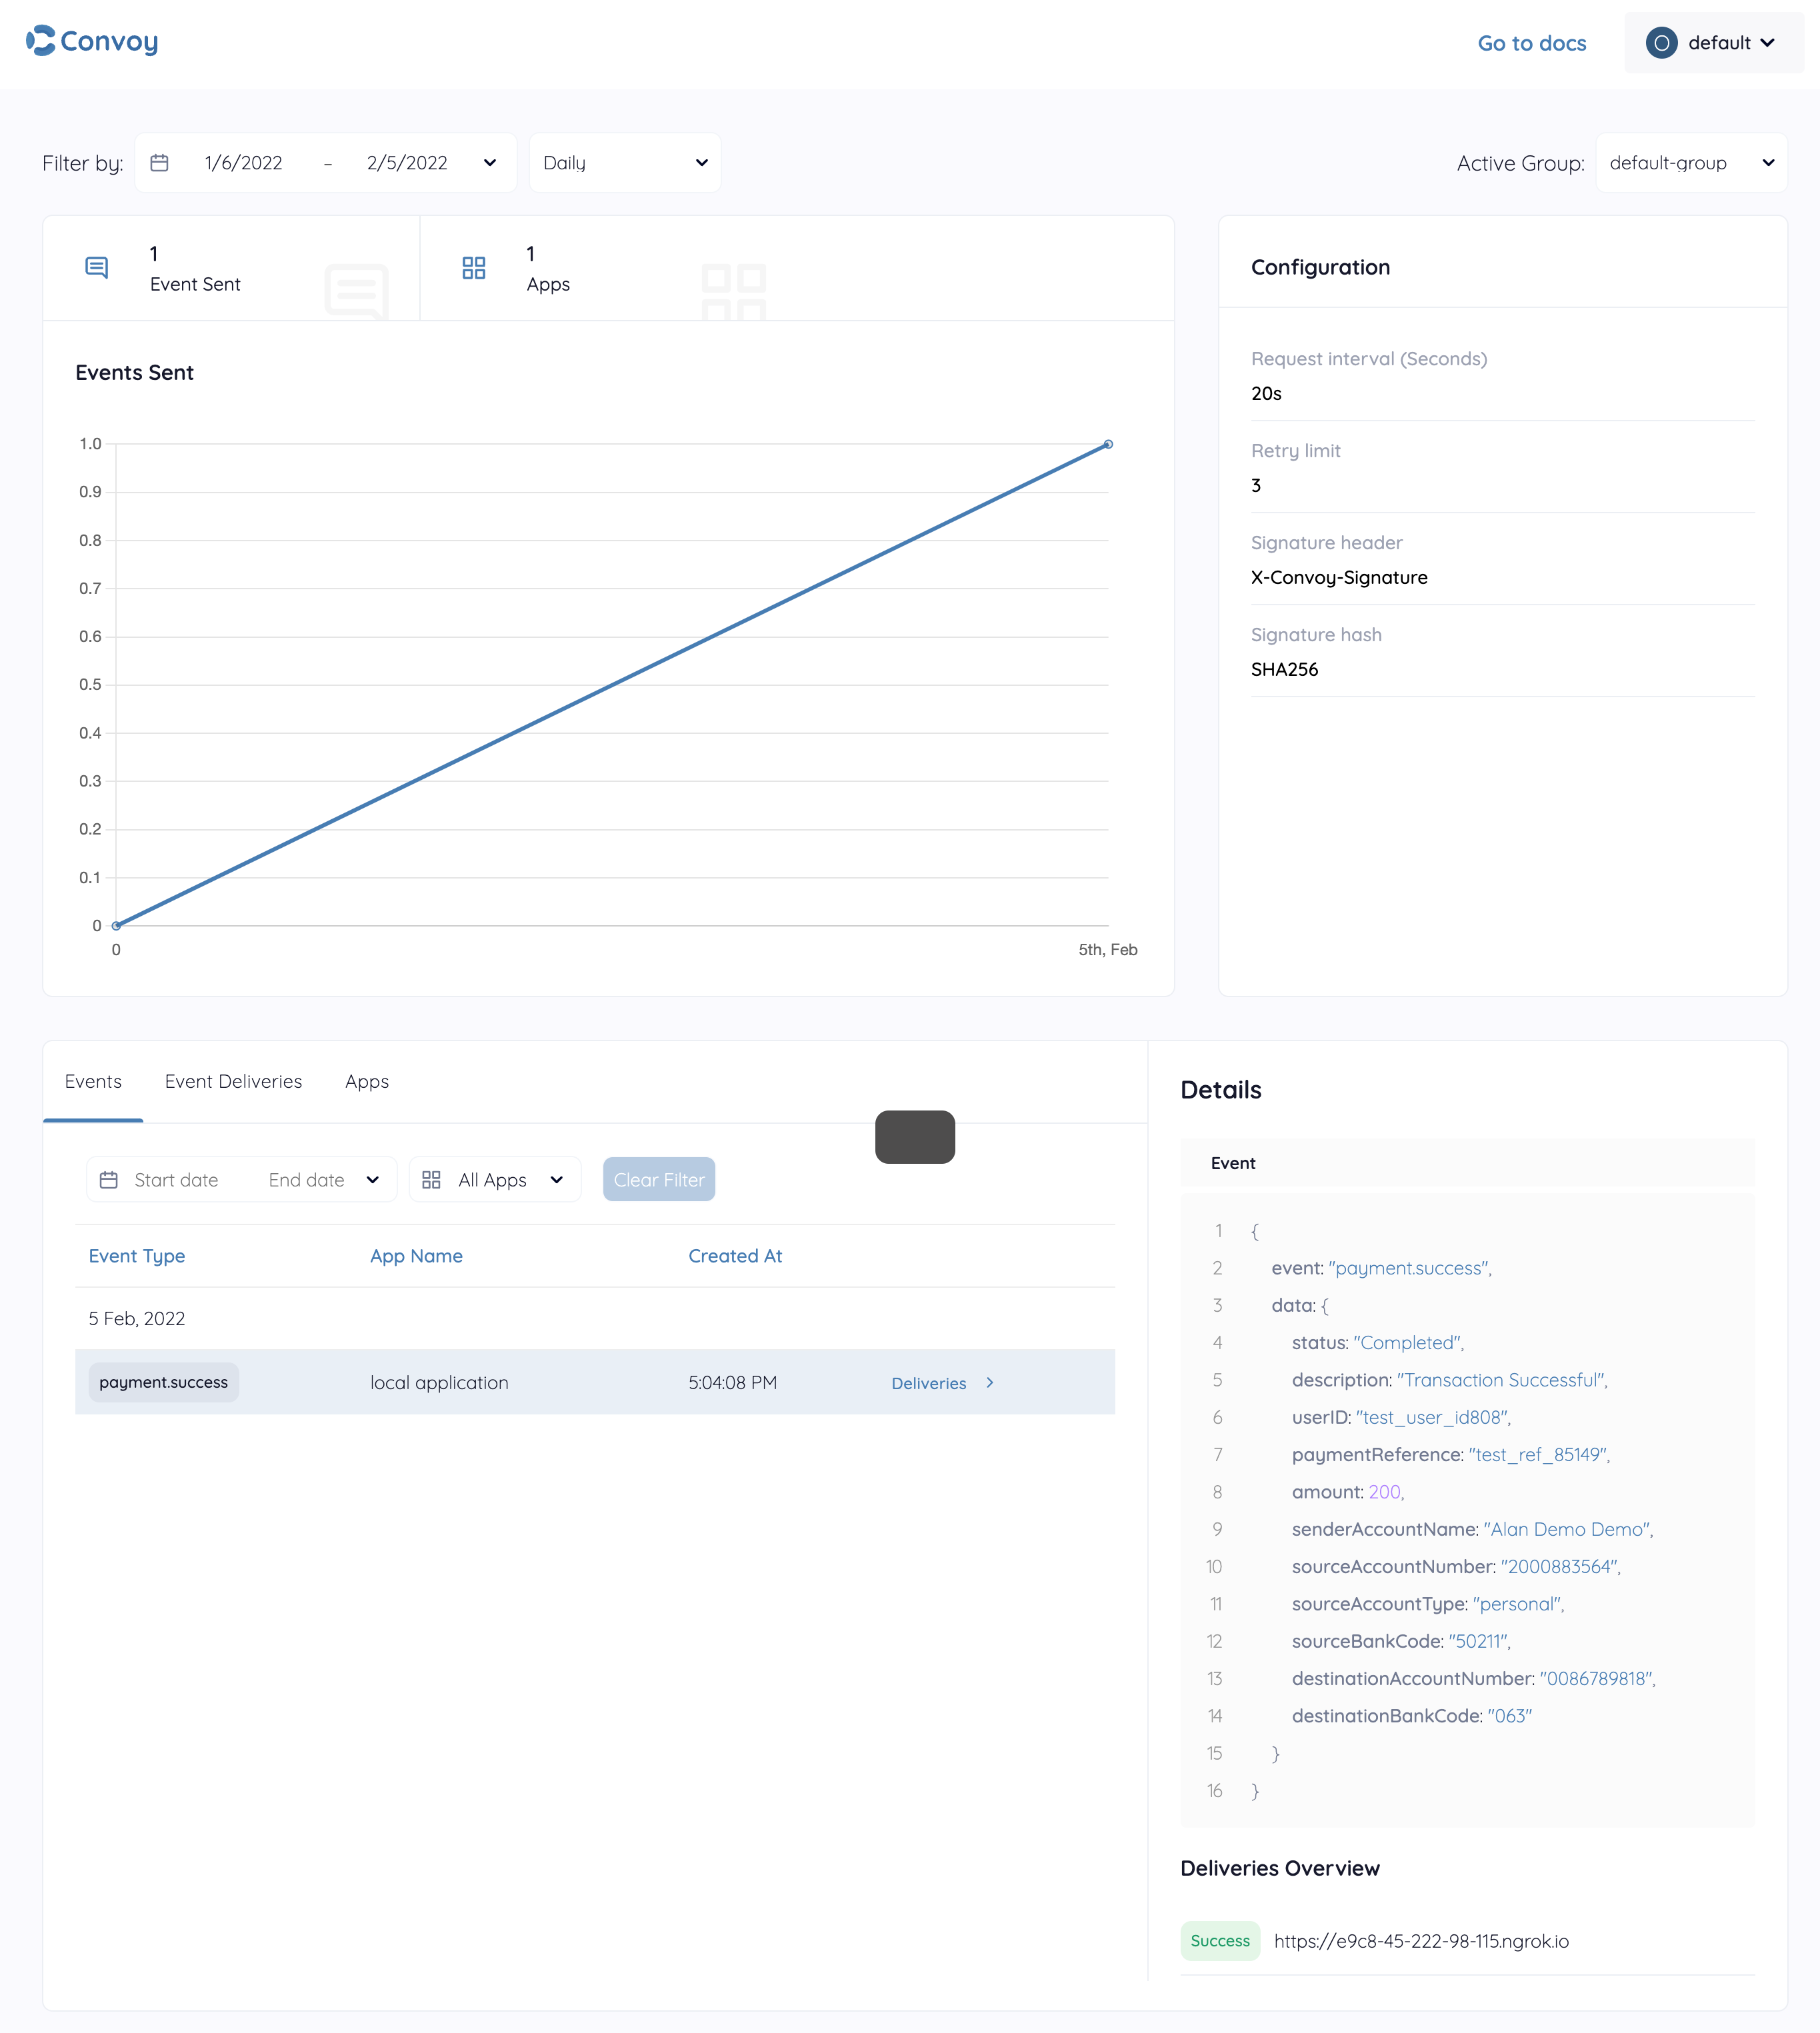 Convoy
Go to docs
O default
Filter by: 1/6/2022 – 2/5/2022 Daily
Active Group: default-group
1
Event Sent
1
Apps
Events Sent
1.0
0.9
0.8
0.7
0.6
0.5
0.4
0.3
0.2
0.1
0
0 5th, Feb
Configuration
Request interval (Seconds)
20s
Retry limit
3
Signature header
X-Convoy-Signature
Signature hash
SHA256
Events Event Deliveries Apps
Start date End date All Apps Clear Filter
Event Type App Name Created At
5 Feb, 2022
payment.success local application 5:04:08 PM Deliveries
Details
Event
1 {
2 event: "payment.success",
3 data: {
4 status: "Completed",
5 description: "Transaction Successful",
6 userID: "test_user_id808",
7 paymentReference: "test_ref_85149",
8 amount: 200,
9 senderAccountName: "Alan Demo Demo",
10 sourceAccountNumber: "2000883564",
11 sourceAccountType: "personal",
12 sourceBankCode: "50211",
13 destinationAccountNumber: "0086789818",
14 destinationBankCode: "063"
15 }
16 }
Deliveries Overview
Success https://e9c8-45-222-98-115.ngrok.io